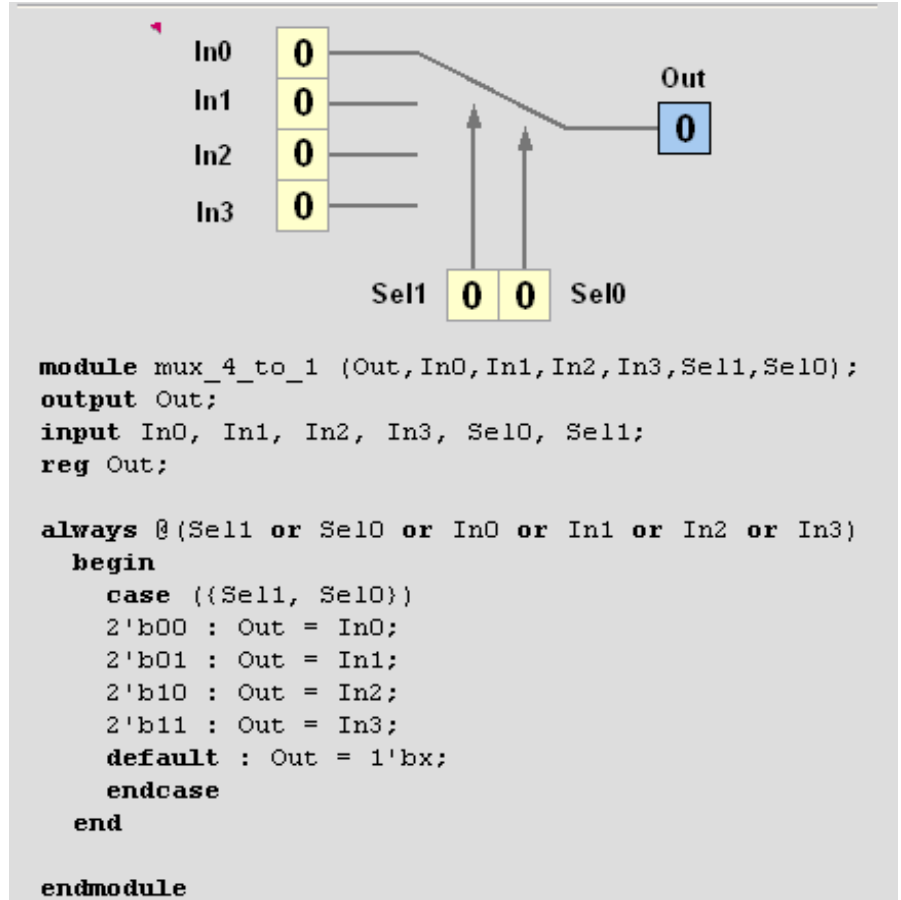 In0 0
Out
In1 0
0
In2 0
In3 0
Sel1 0 0 Sel0
module mux_4_to_1 (Out,In0,In1,In2,In3,Sel1,Sel0);
output Out;
input In0, In1, In2, In3, Sel0, Sel1;
reg Out;
always @(Sel1 or Sel0 or In0 or In1 or In2 or In3)
begin
case ({Sel1, Sel0})
2'b00 : Out = In0;
2'b01 : Out = In1;
2'b10 : Out = In2;
2'b11 : Out = In3;
default : Out = 1'bx;
endcase
end
endmodule